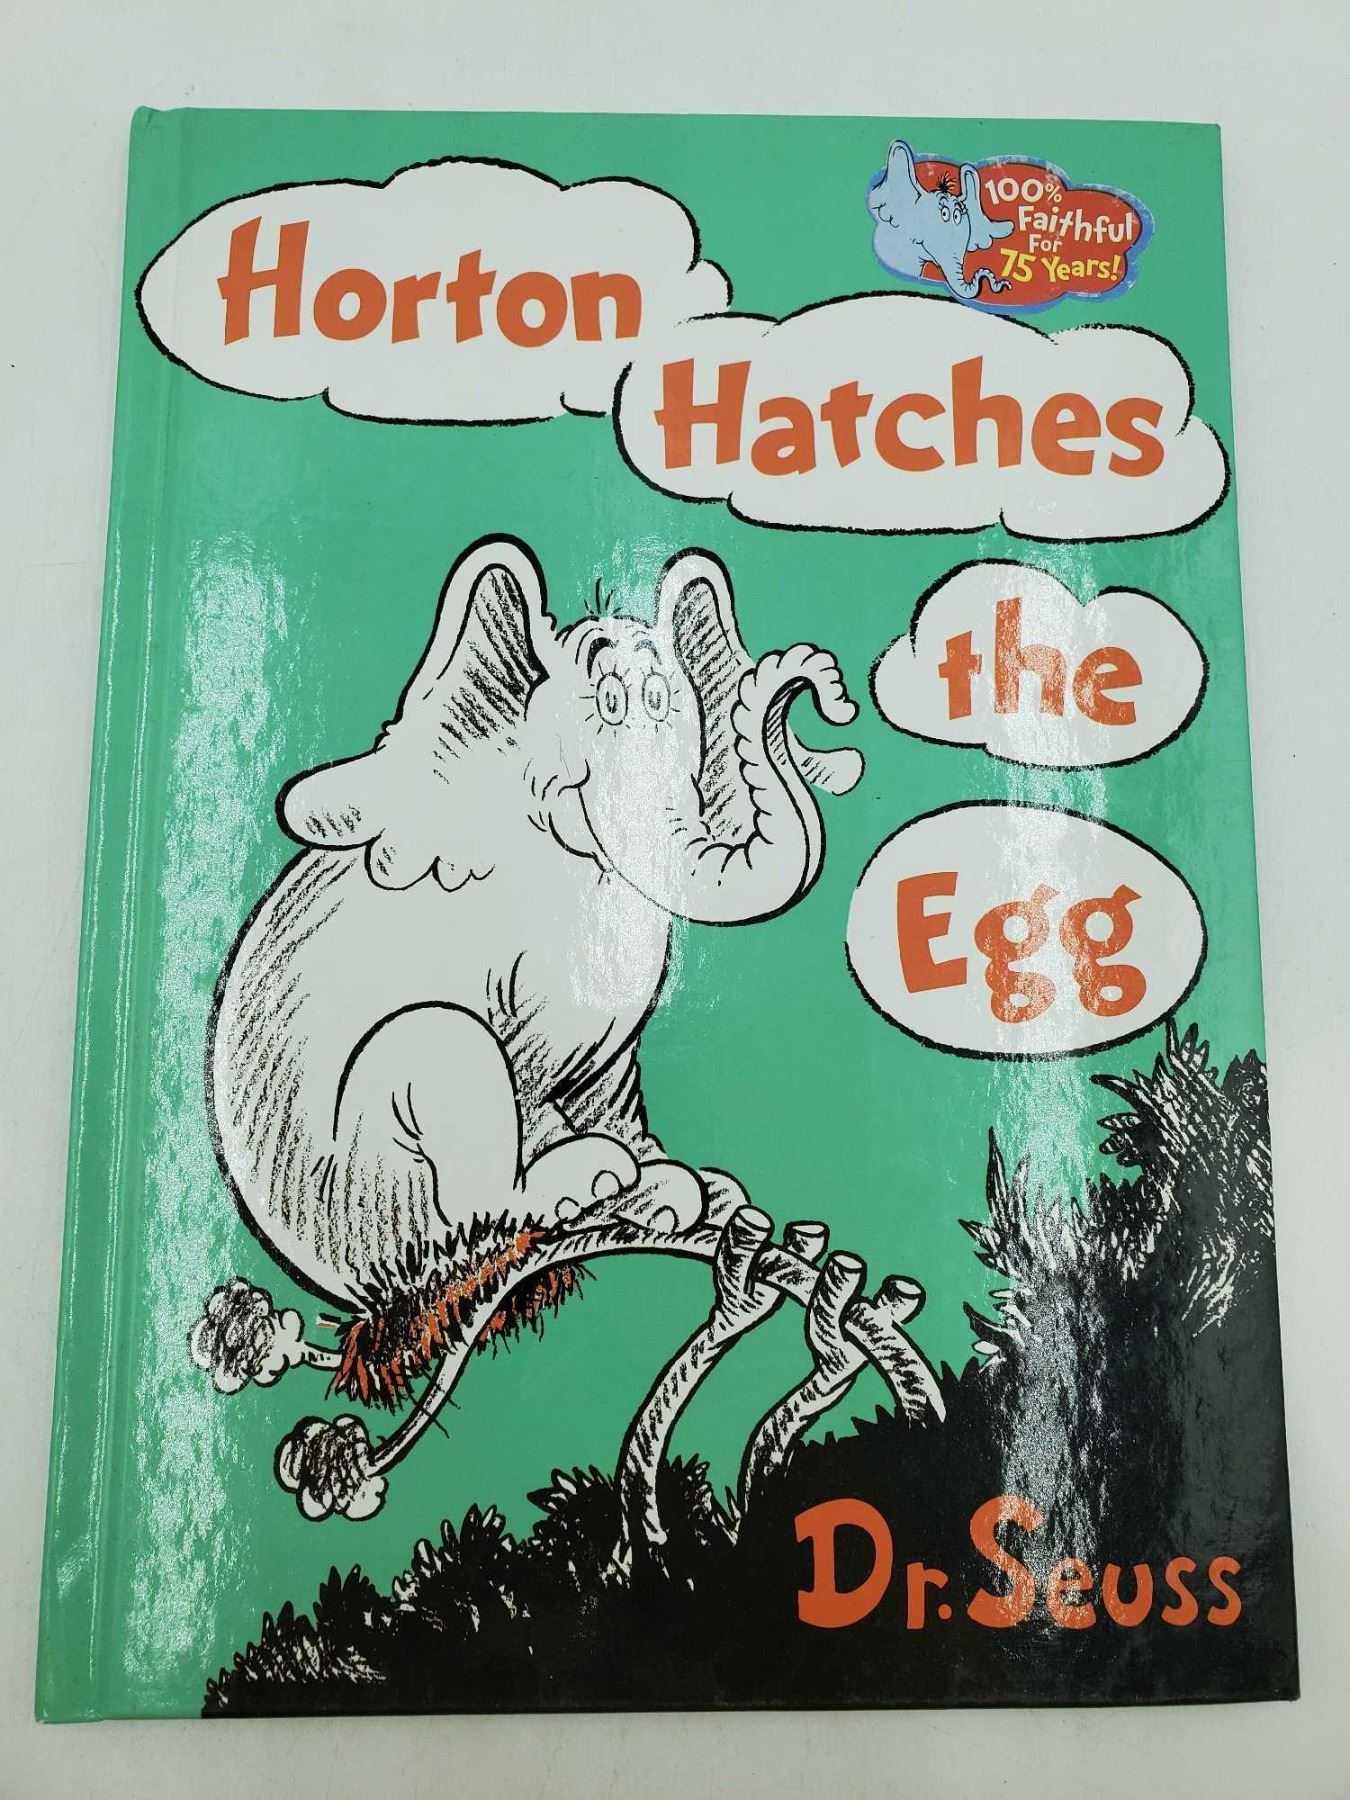 Horton
Hatches
the
Egg
100%
Faithful
For
75 Years!
Dr. Seuss